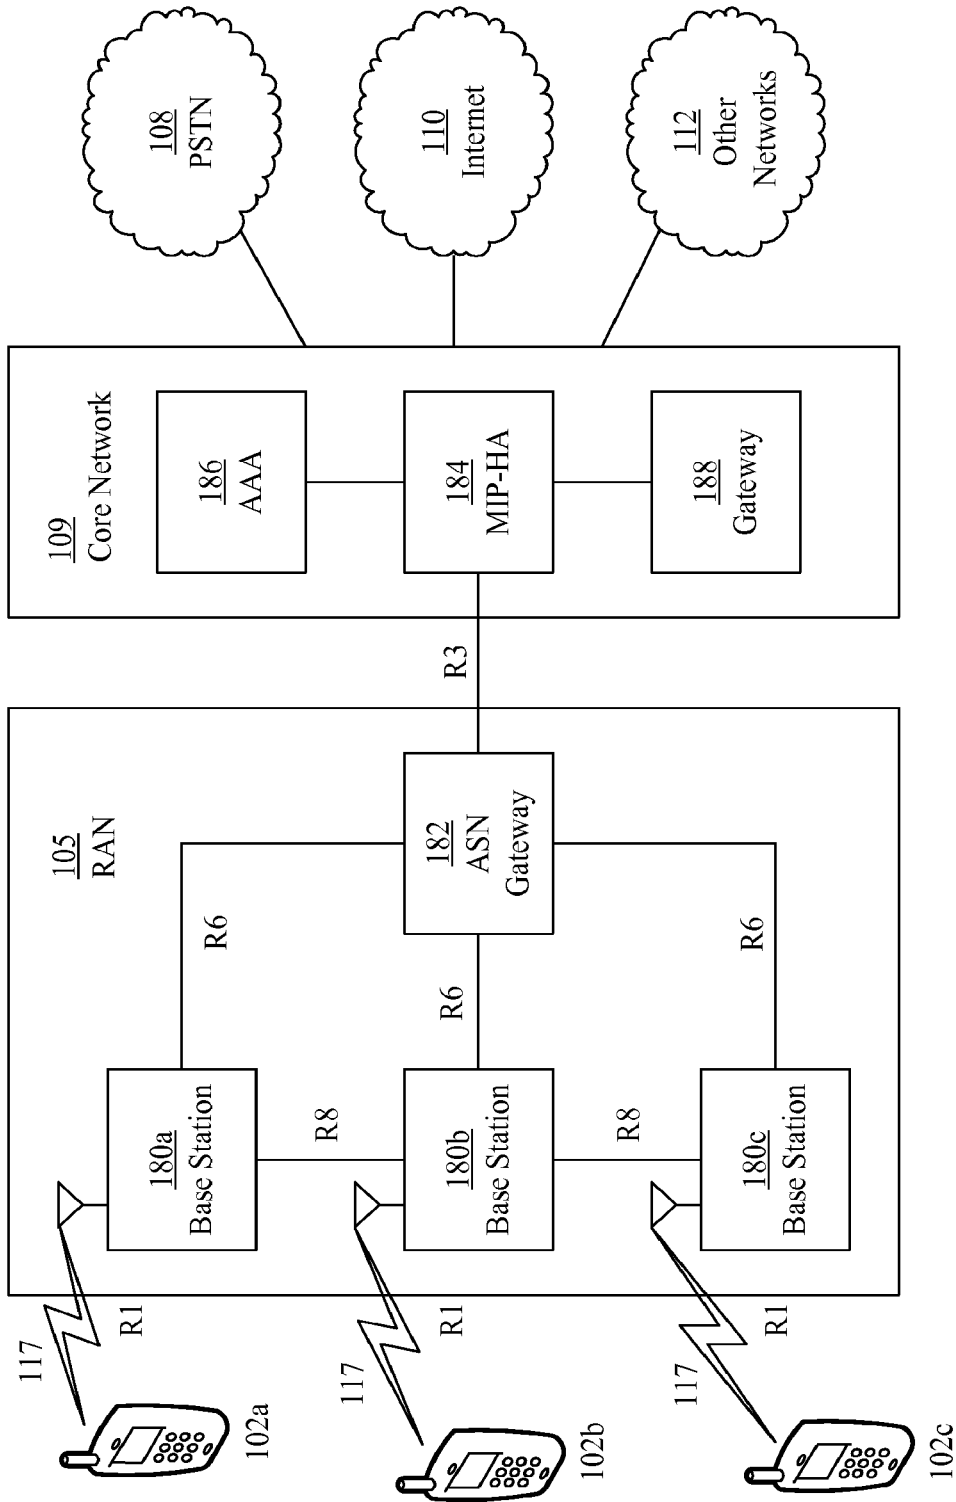 117
102a
R1
117
102b
R1
117
102c
R1
105
RAN
180a
Base Station
R8
180b
Base Station
R8
180c
Base Station
R6
R6
R6
182
ASN
Gateway
R3
109
Core Network
186
AAA
184
MIP-HA
188
Gateway
108
PSTN
110
Internet
112
Other
Networks